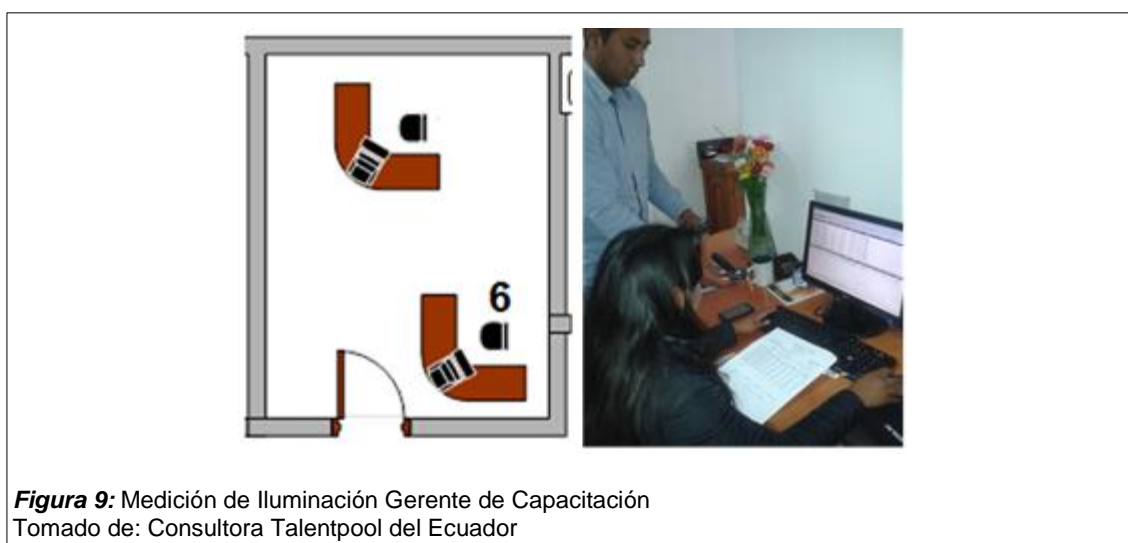 6
Figura 9: Medición de Iluminación Gerente de Capacitación
Tomado de: Consultora Talentpool del Ecuador